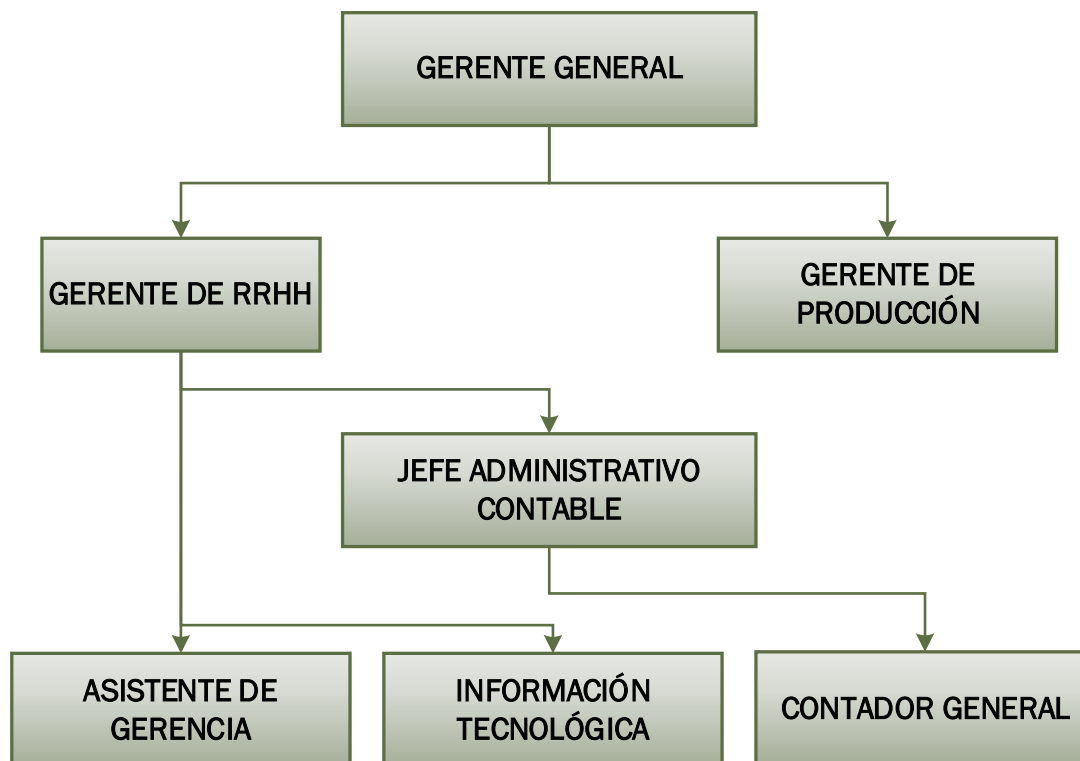 GERENTE GENERAL
GERENTE DE RRHH
GERENTE DE
PRODUCCIÓN
JEFE ADMINISTRATIVO
CONTABLE
ASISTENTE DE
GERENCIA
INFORMACIÓN
TECNOLÓGICA
CONTADOR GENERAL